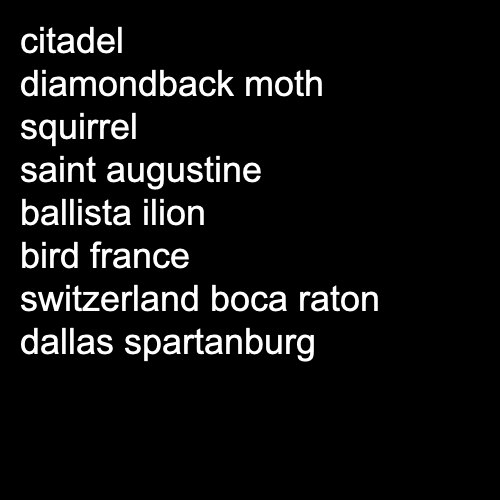 citadel
diamondback moth
squirrel
saint augustine
ballista ilion
bird france
switzerland boca raton
dallas spartanburg